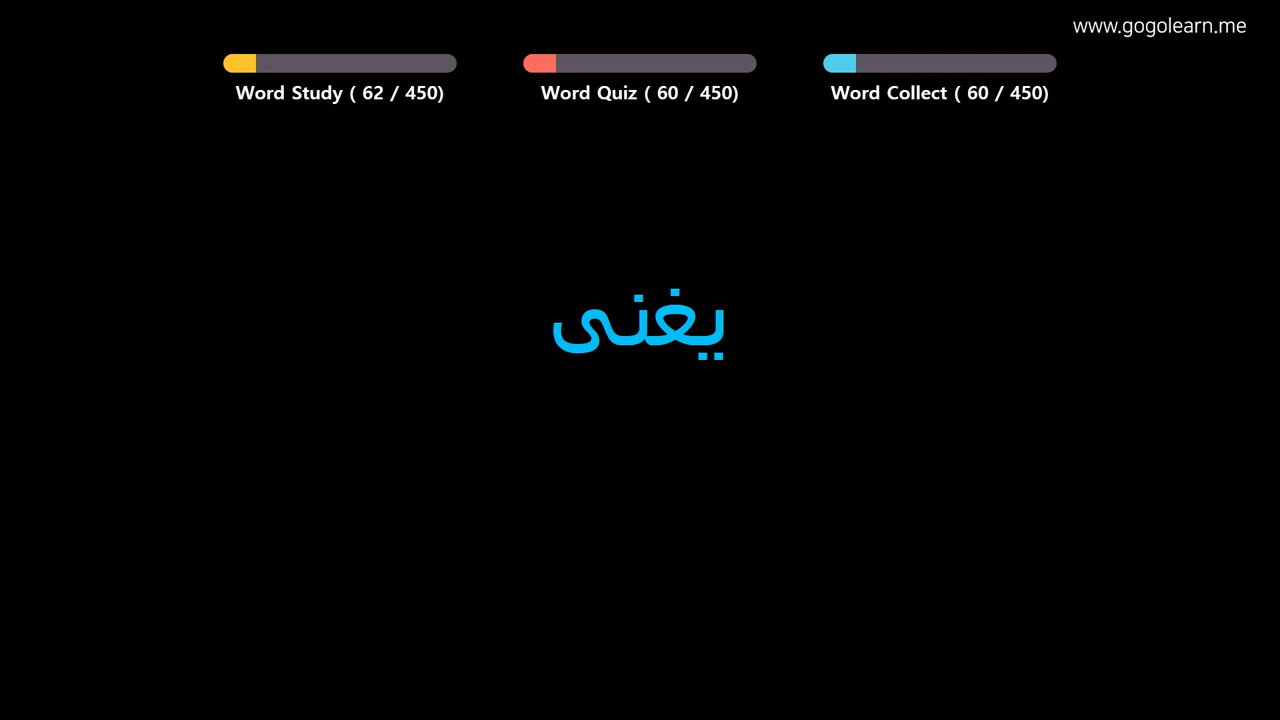 www.gogolearn.me
Word Study ( 62 / 450)
Word Quiz ( 60 / 450)
Word Collect ( 60 / 450)
يغنى